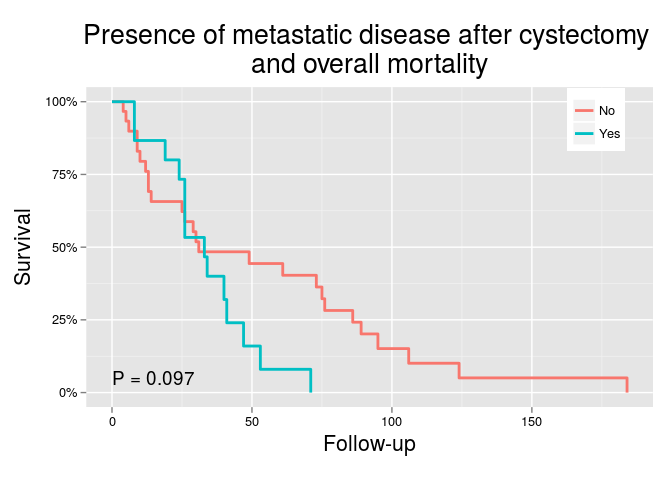 Presence of metastatic disease after cystectomy
and overall mortality
No
Yes
100%
75%
50%
25%
0%
Survival
P = 0.097
0 50 100 150
Follow-up